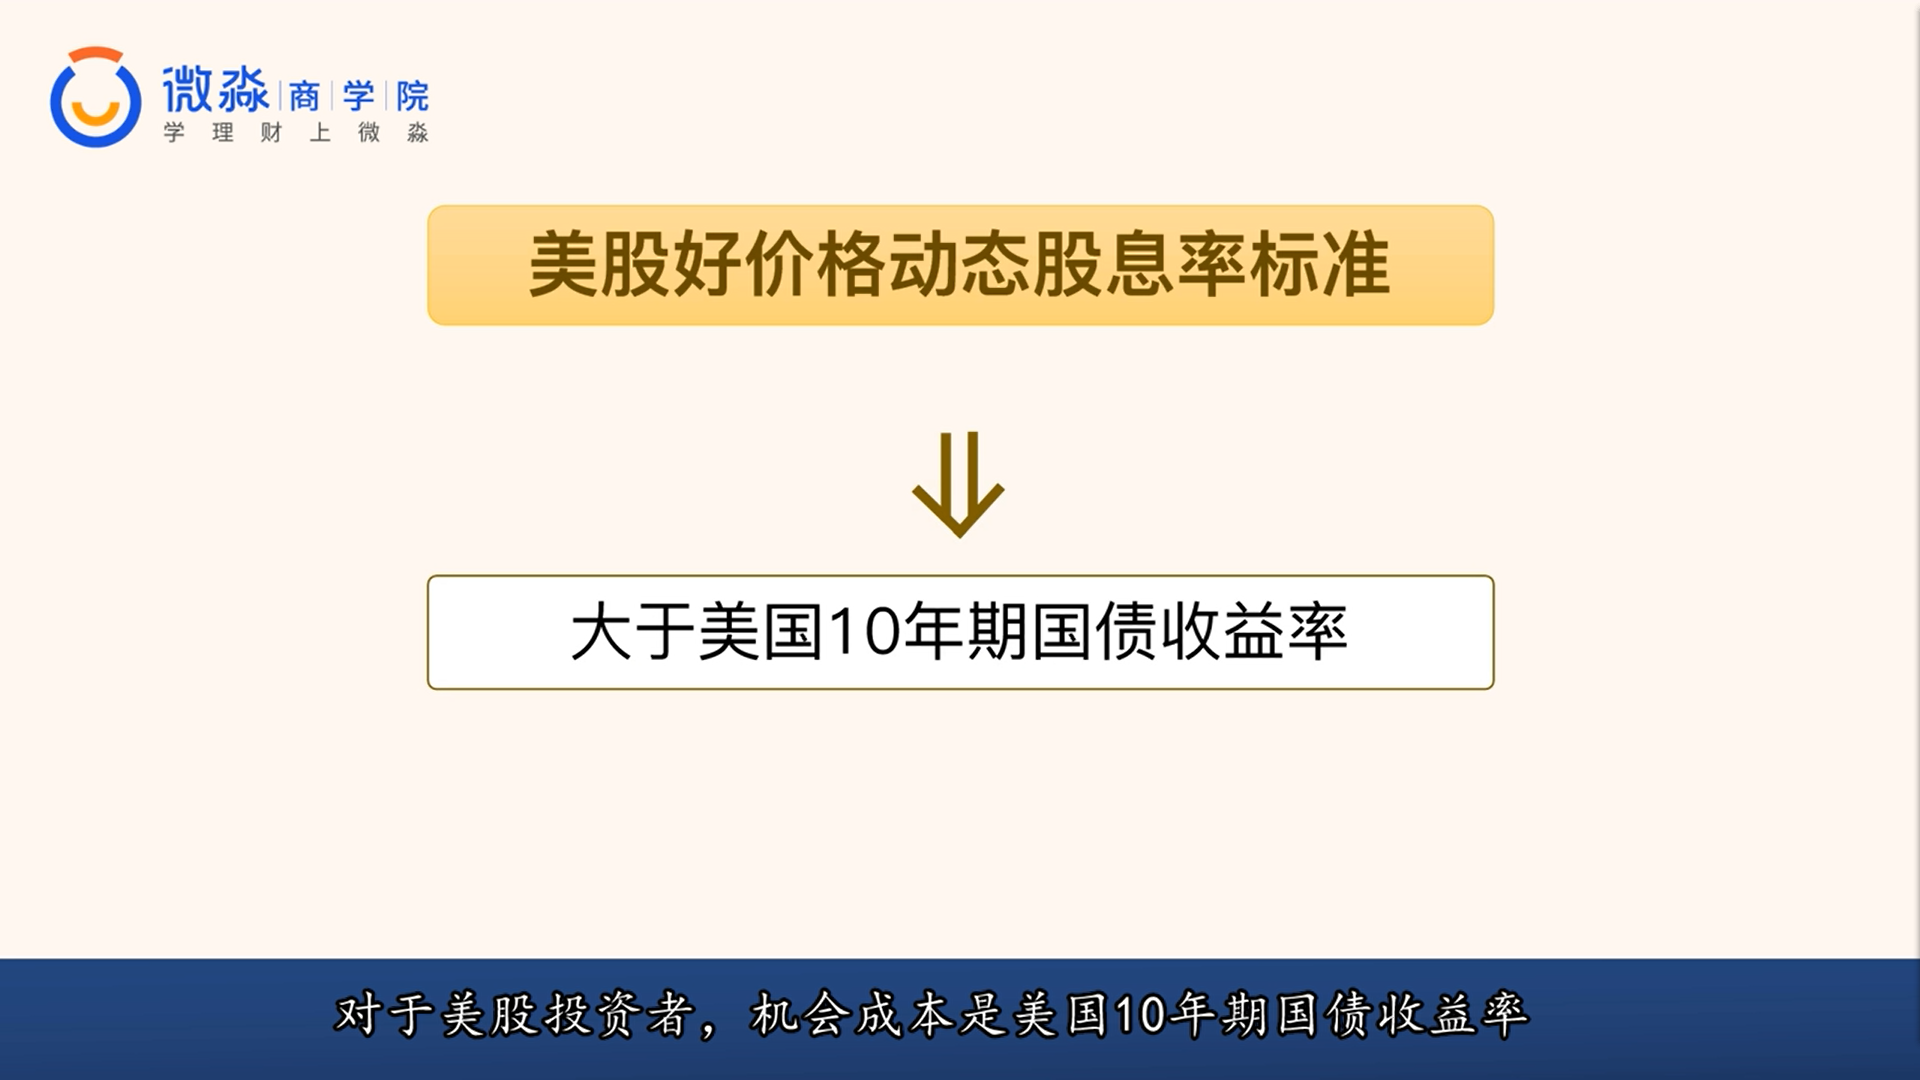 微淼|商|学|院
学理财上微淼
美股好价格动态股息率标准
大于美国10年期国债收益率
对于美股投资者，机会成本是美国10年期国债收益率